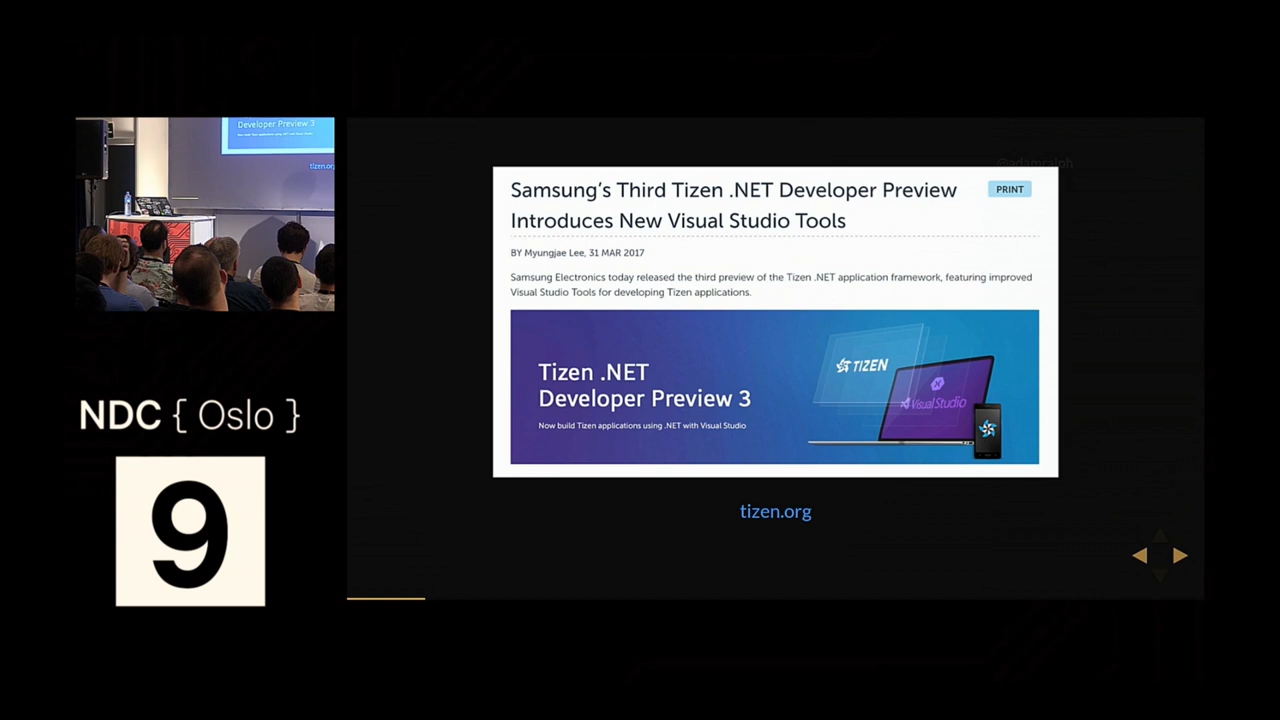 Developer Preview 3
tizen.org
@adamralph
Samsung's Third Tizen .NET Developer Preview
Introduces New Visual Studio Tools
PRINT
BY Myungjae Lee, 31 MAR 2017
Samsung Electronics today released the third preview of the Tizen .NET application framework, featuring improved
Visual Studio Tools for developing Tizen applications.
Tizen .NET
Developer Preview 3
Now build Tizen applications using .NET with Visual Studio
TIZEN
Visual Studio
tizen.org
NDC { Oslo }
9